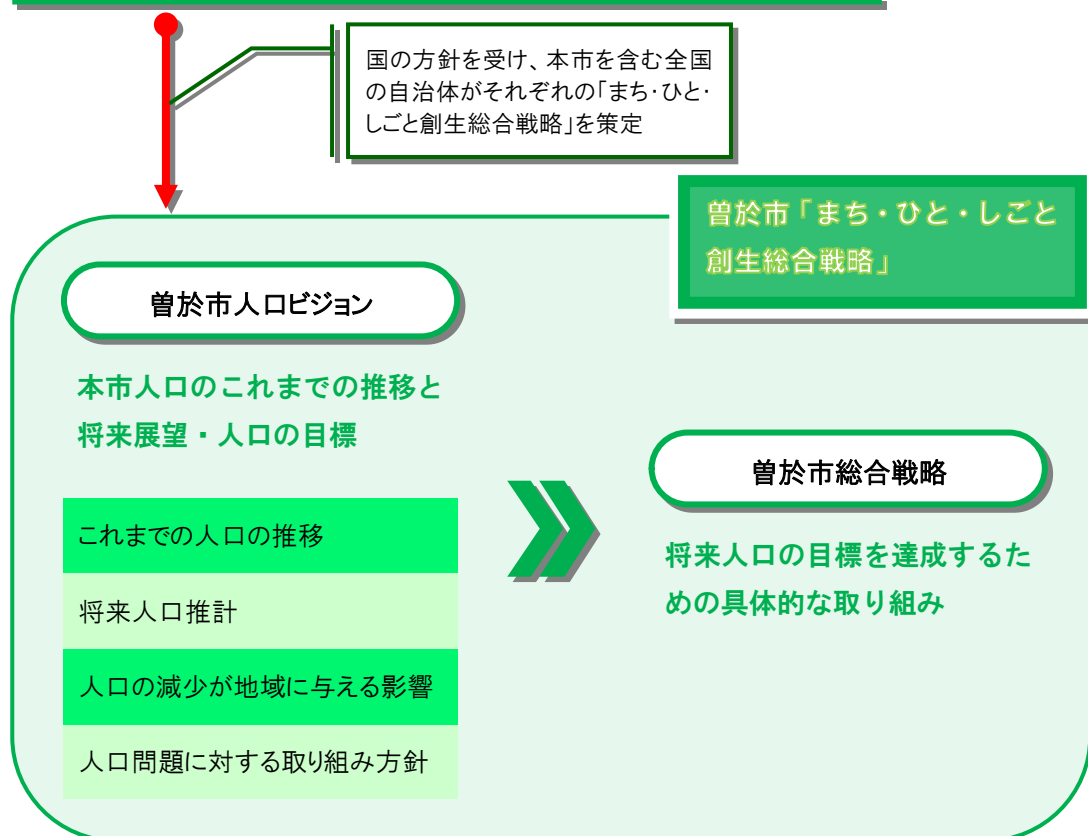 国の方針を受け、本市を含む全国
の自治体がそれぞれの「まち・ひと・
しごと創生総合戦略」を策定
曽於市「まち・ひと・しごと
創生総合戦略」
曽於市人口ビジョン
本市人口のこれまでの推移と
将来展望・人口の目標
これまでの人口の推移
将来人口推計
人口の減少が地域に与える影響
人口問題に対する取り組み方針
曽於市総合戦略
将来人口の目標を達成するた
めの具体的な取り組み